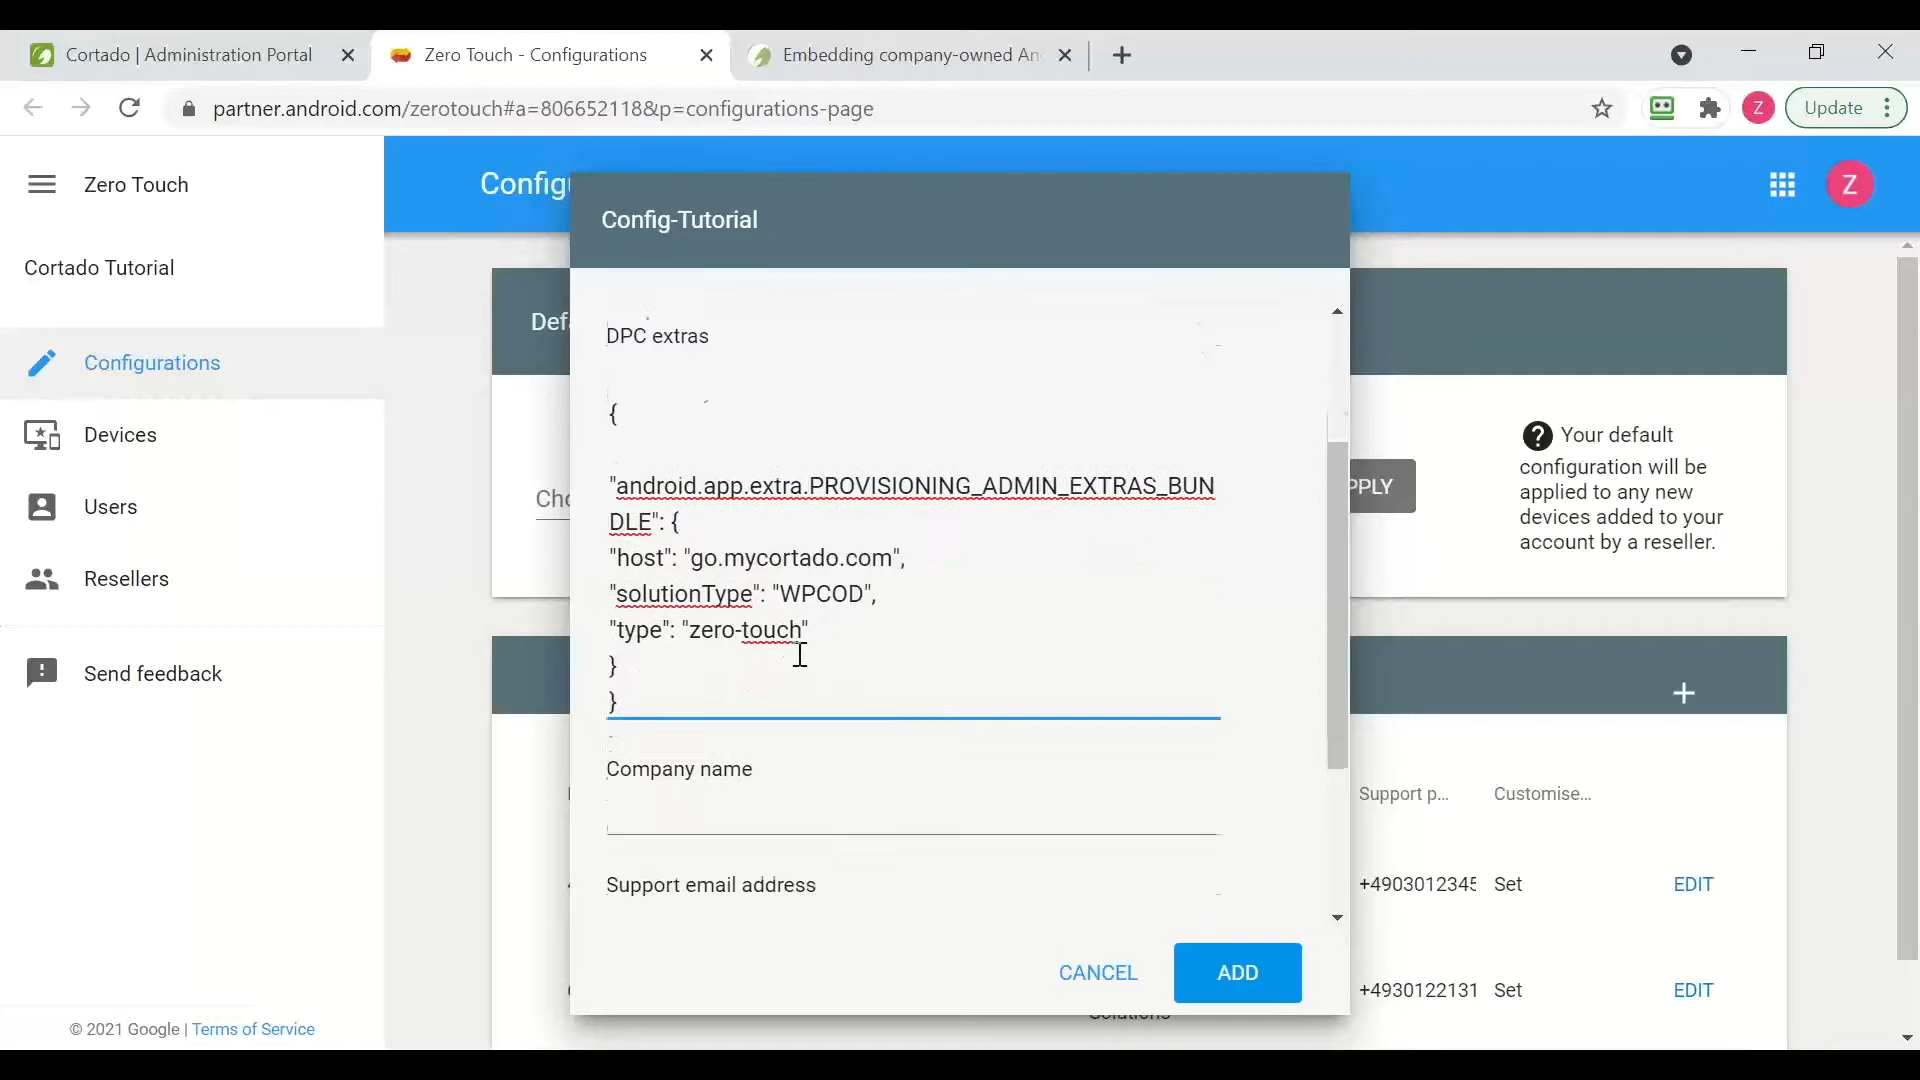 Cortado | Administration Portal
Zero Touch - Configurations
Embedding company-owned An
partner.android.com/zerotouch#a=806652118&p=configurations-page
Z
Update
Zero Touch
Configu
Z
Config-Tutorial
Cortado Tutorial
Configurations
Devices
Users
Resellers
Send feedback
© 2021 Google | Terms of Service
Defa
Cho
PPLY
? Your default
configuration will be
applied to any new
devices added to your
account by a reseller.
DPC extras
{
"android.app.extra.PROVISIONING_ADMIN_EXTRAS_BUN
DLE": {
"host": "go.mycortado.com",
"solutionType": "WPCOD",
"type": "zero-touch"
}
}
Company name
Support email address
CANCEL
ADD
Support p... Customise...
+4903012345 Set EDIT
+4930122131 Set EDIT
Solutions